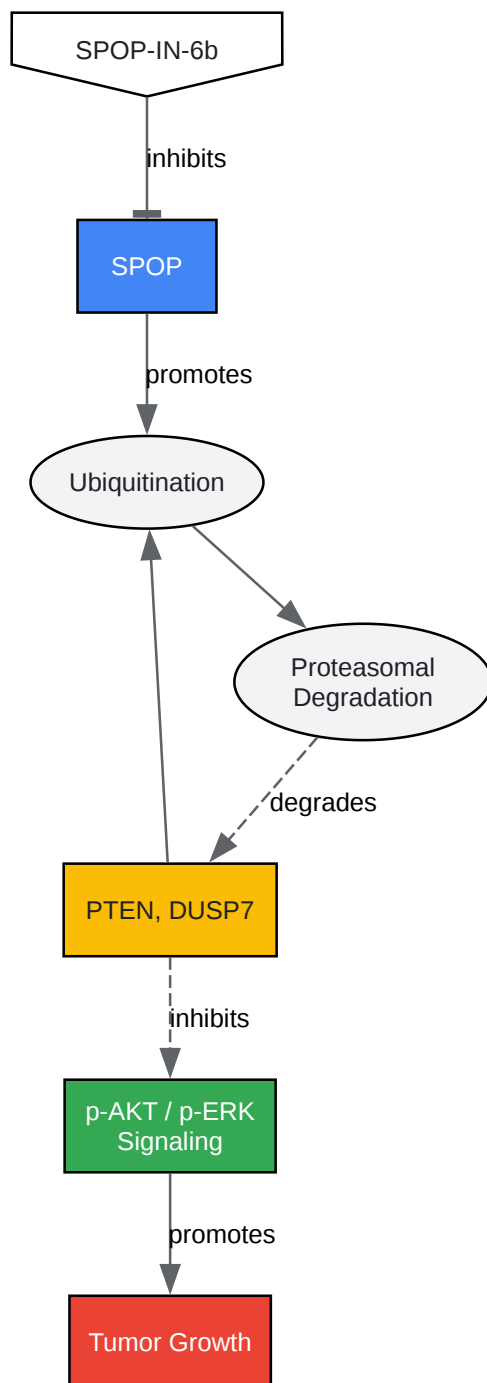 SPOP-IN-6b
inhibits
SPOP
promotes
Ubiquitination
Proteasomal
Degradation
degrades
PTEN, DUSP7
inhibits
p-AKT / p-ERK
Signaling
promotes
Tumor Growth